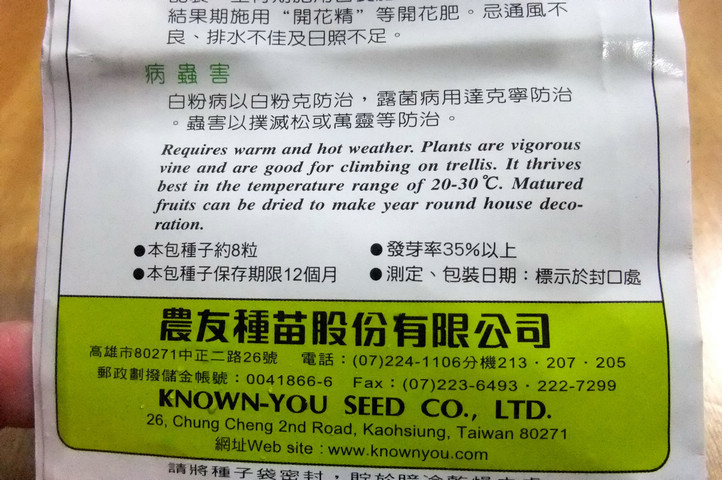 結果期施用“開花精”等開花肥。忌通風不
良、排水不佳及日照不足。
病蟲害
白粉病以白粉克防治，露菌病用達克寧防治
。蟲害以撲滅松或萬靈等防治。
Requires warm and hot weather. Plants are vigorous
vine and are good for climbing on trellis. It thrives
best in the temperature range of 20-30℃. Matured
fruits can be dried to make year round house deco-
ration.
●本包種子約8粒 ●發芽率35%以上
●本包種子保存期限12個月 ●測定、包裝日期：標示於封口處
農友種苗股份有限公司
高雄市80271中正二路26號 電話：(07)224-1106分機213．207．205
郵政劃撥儲金帳號：0041866-6 Fax：(07)223-6493．222-7299
KNOWN-YOU SEED CO., LTD.
26, Chung Cheng 2nd Road, Kaohsiung, Taiwan 80271
網址Web site：www.knownyou.com
請將種子袋密封，貯於陰冷乾燥